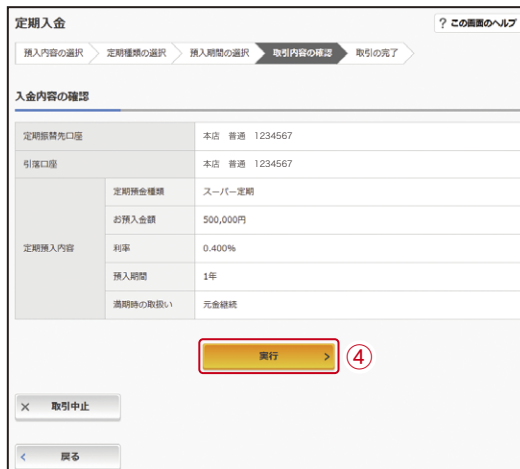 定期入金
? この画面のヘルプ
預入内容の選択 定期種類の選択 預入期間の選択 取引内容の確認 取引の完了
入金内容の確認
定期振替先口座 本店 普通 1234567
引落口座 本店 普通 1234567
定期預入内容
定期預金種類 スーパー定期
お預入金額 500,000円
利率 0.400%
預入期間 1年
満期時の取扱い 元金継続
実行 >
④
× 取引中止
< 戻る